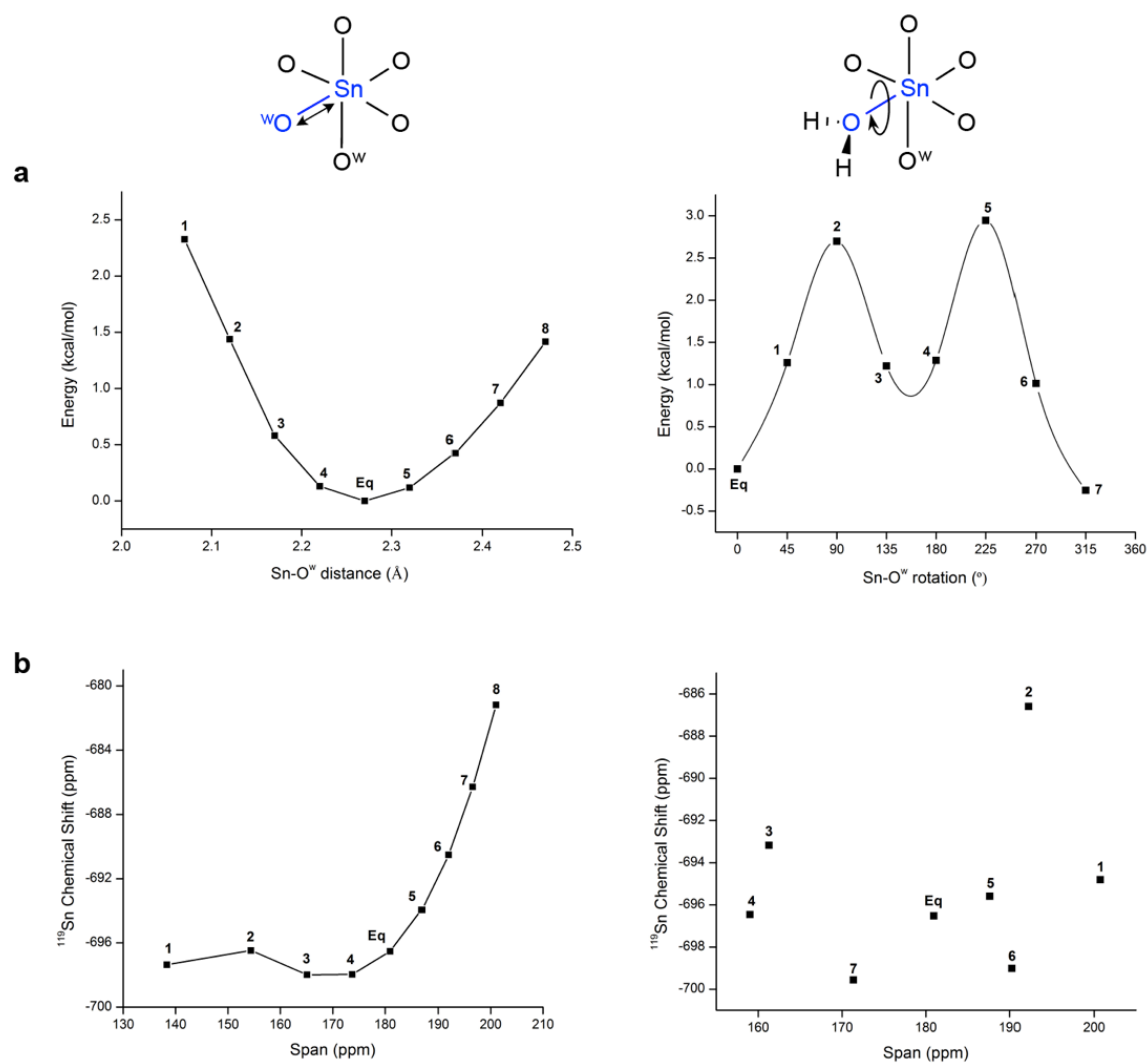 O
O O
Sn
wO O
Ow
O
O O
Sn
H O O
H Ow
a
1
2
3
4
Eq
5
6
7
8
2.5
2.0
1.5
1.0
0.5
0.0
Energy (kcal/mol)
2.0 2.1 2.2 2.3 2.4 2.5
Sn-Ow distance (Å)
5
2
1
3
4
6
Eq
7
3.0
2.5
2.0
1.5
1.0
0.5
0.0
-0.5
Energy (kcal/mol)
0 45 90 135 180 225 270 315 360
Sn-Ow rotation (º)
b
8
7
6
5
Eq
1
2
3
4
-680
-684
-688
-692
-696
-700
119Sn Chemical Shift (ppm)
130 140 150 160 170 180 190 200 210
Span (ppm)
2
3
1
4
Eq
5
7
6
-686
-688
-690
-692
-694
-696
-698
-700
119Sn Chemical Shift (ppm)
160 170 180 190 200
Span (ppm)